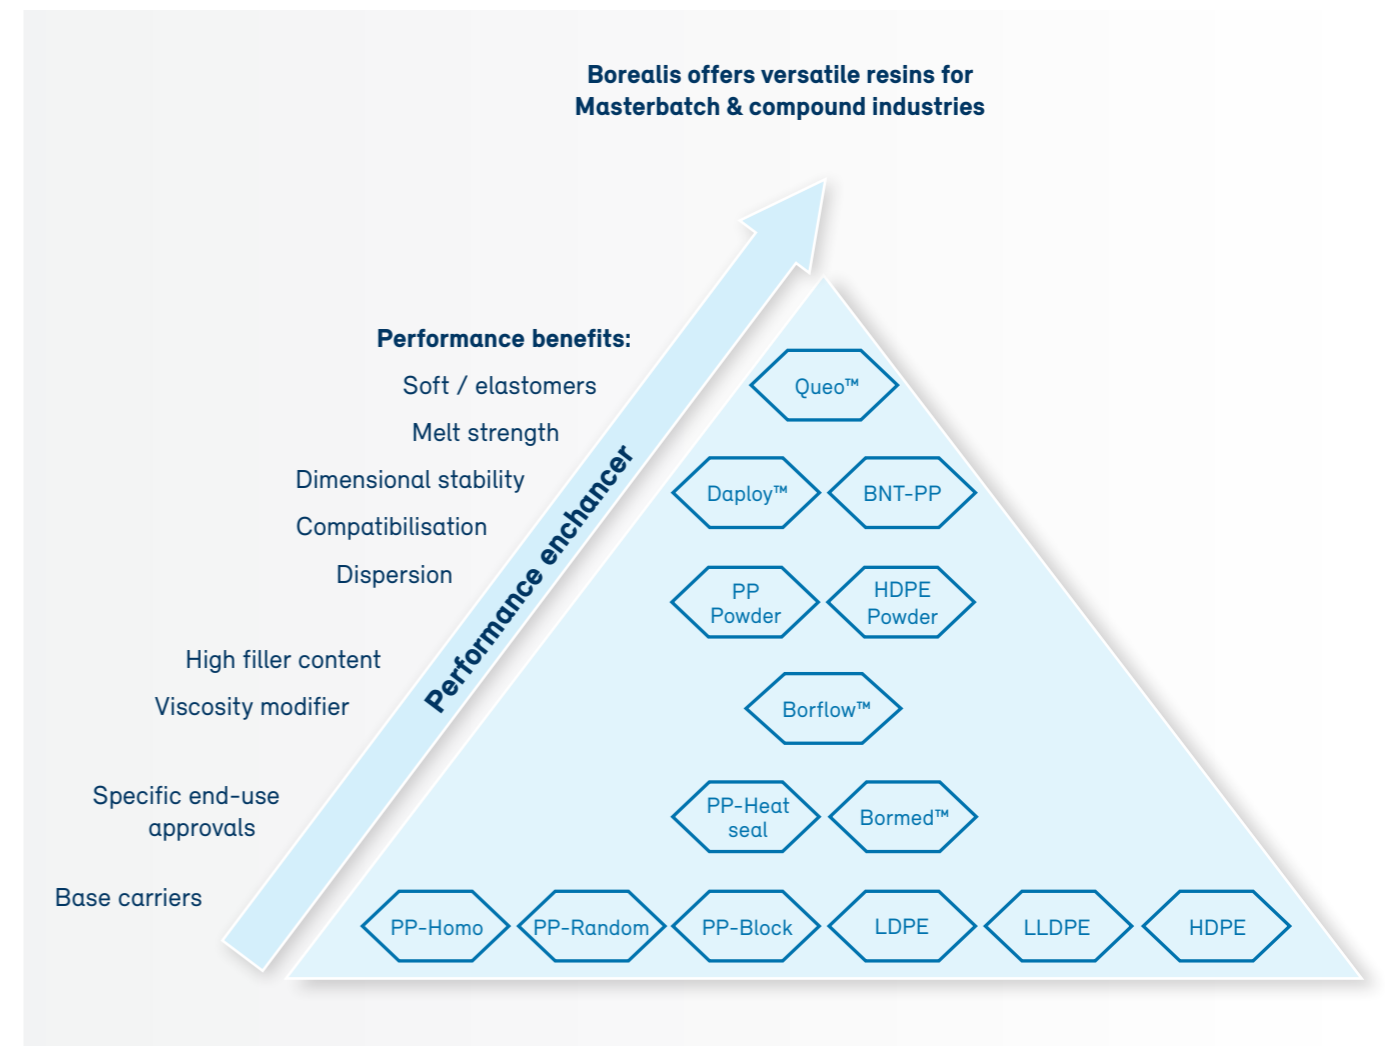 Borealis offers versatile resins for
Masterbatch & compound industries
Performance benefits:
Soft / elastomers
Melt strength
Dimensional stability
Compatibilisation
Dispersion
High filler content
Viscosity modifier
Specific end-use
approvals
Base carriers
Performance enchancer
Queo™
Daploy™
BNT-PP
PP
Powder
HDPE
Powder
Borflow™
PP-Heat
seal
Bormed™
PP-Homo
PP-Random
PP-Block
LDPE
LLDPE
HDPE